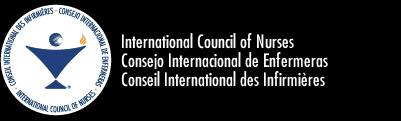 CONSEIL INTERNATIONAL DES INFIRMIÈRES • CONSEJO INTERNACIONAL DE ENFERMERAS • INTERNATIONAL COUNCIL OF NURSES •
International Council of Nurses
Consejo Internacional de Enfermeras
Conseil International des Infirmières